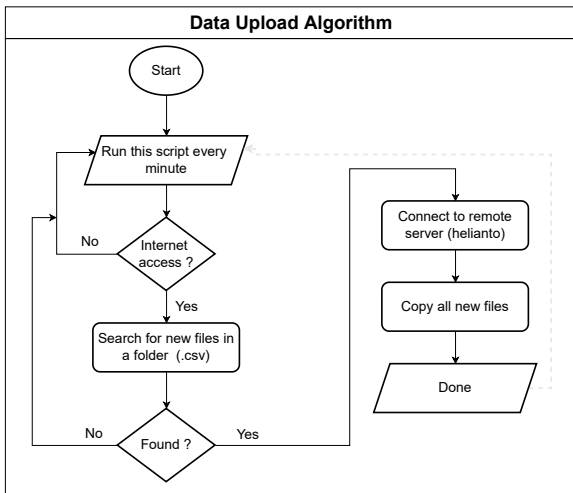 Data Upload Algorithm
Start
Run this script every
minute
No
Internet
access ?
Yes
Search for new files in
a folder (.csv)
No
Found ?
Yes
Connect to remote
server (helianto)
Copy all new files
Done